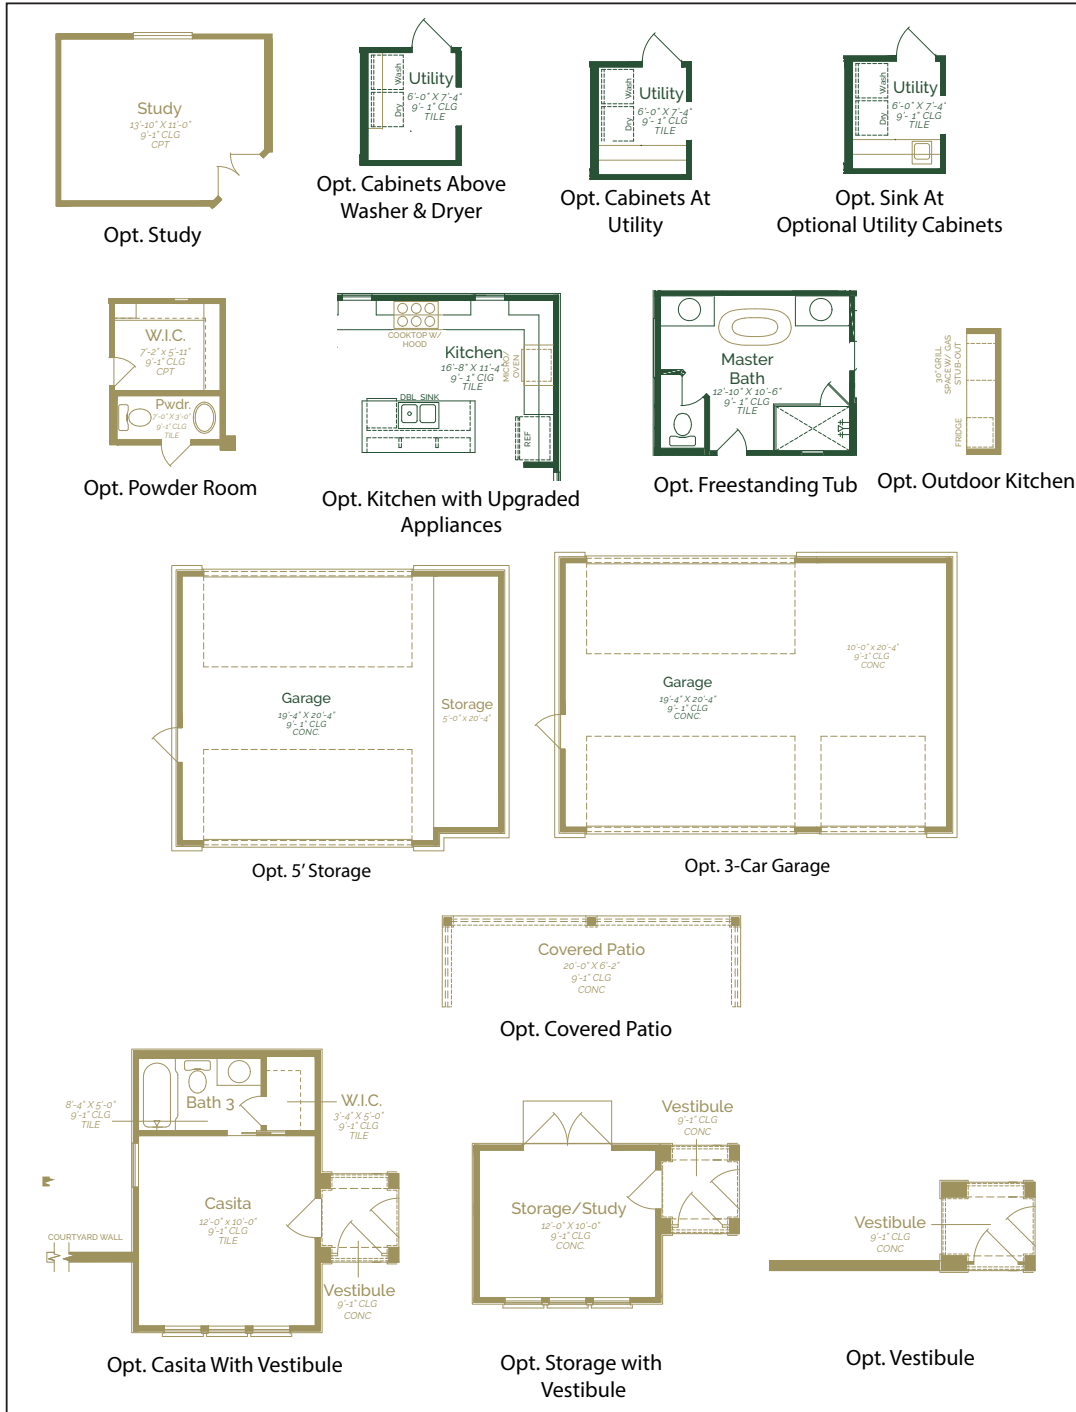 Study
13'-10" X 11'-0"
9'-1" CLG
CPT
Opt. Study
Wash
Dry
Utility
6'-0" X 7'-4"
9'- 1" CLG
TILE
Opt. Cabinets Above
Washer & Dryer
Wash
Dry
Utility
6'-0" X 7'-4"
9'- 1" CLG
TILE
Opt. Cabinets At
Utility
Wash
Dry
Utility
6'-0" X 7'-4"
9'- 1" CLG
TILE
Opt. Sink At
Optional Utility Cabinets
W.I.C.
7'-2" x 5'-11"
9'-1" CLG
CPT
Pwdr.
7'-0" X 3'-0"
9'-1" CLG
TILE
Opt. Powder Room
COOKTOP W/
HOOD
Kitchen
16'-8" X 11'-4"
9'- 1" ClG
TILE
MICRO/
OVEN
DBL SINK
REF
Opt. Kitchen with Upgraded
Appliances
Master
Bath
12'-10" X 10'-6"
9'- 1" CLG
TILE
Opt. Freestanding Tub
30" GRILL
SPACE W/ GAS
STUB-OUT
FRIDGE
Opt. Outdoor Kitchen
Garage
19'-4" X 20'-4"
9'- 1" CLG
CONC.
Storage
5'-0" x 20'-4"
Opt. 5' Storage
10'-0" x 20'-4"
9'-1" CLG
CONC
Garage
19'-4" X 20'-4"
9'- 1" CLG
CONC.
Opt. 3-Car Garage
Covered Patio
20'-0" X 6'-2"
9'-1" CLG
CONC
Opt. Covered Patio
8'-4" X 5'-0"
9'-1" CLG
TILE
Bath 3
W.I.C.
3'-4" X 5'-0"
9'-1" CLG
TILE
Casita
12'-0" x 10'-0"
9'-1" CLG
TILE
COURTYARD WALL
Vestibule
9'-1" CLG
CONC
Opt. Casita With Vestibule
Vestibule
9'-1" CLG
CONC
Storage/Study
12'-0" X 10'-0"
9'-1" CLG
CONC.
Opt. Storage with
Vestibule
Vestibule
9'-1" CLG
CONC
Opt. Vestibule